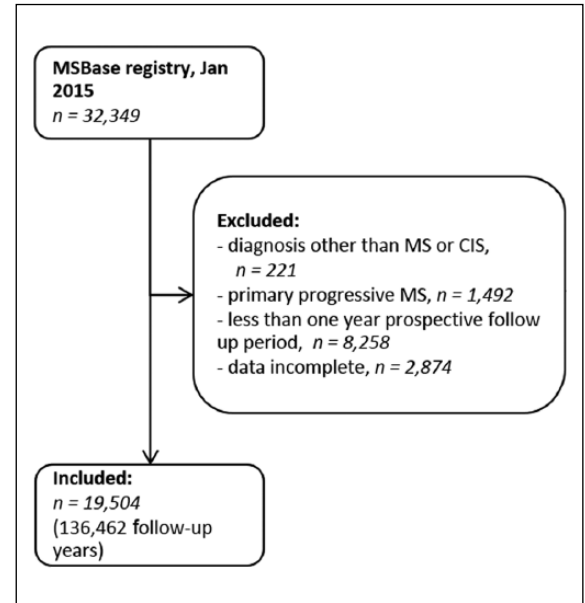 MSBase registry, Jan
2015
n = 32,349
Excluded:
- diagnosis other than MS or CIS,
n = 221
- primary progressive MS, n = 1,492
- less than one year prospective follow
up period, n = 8,258
- data incomplete, n = 2,874
Included:
n = 19,504
(136,462 follow-up
years)